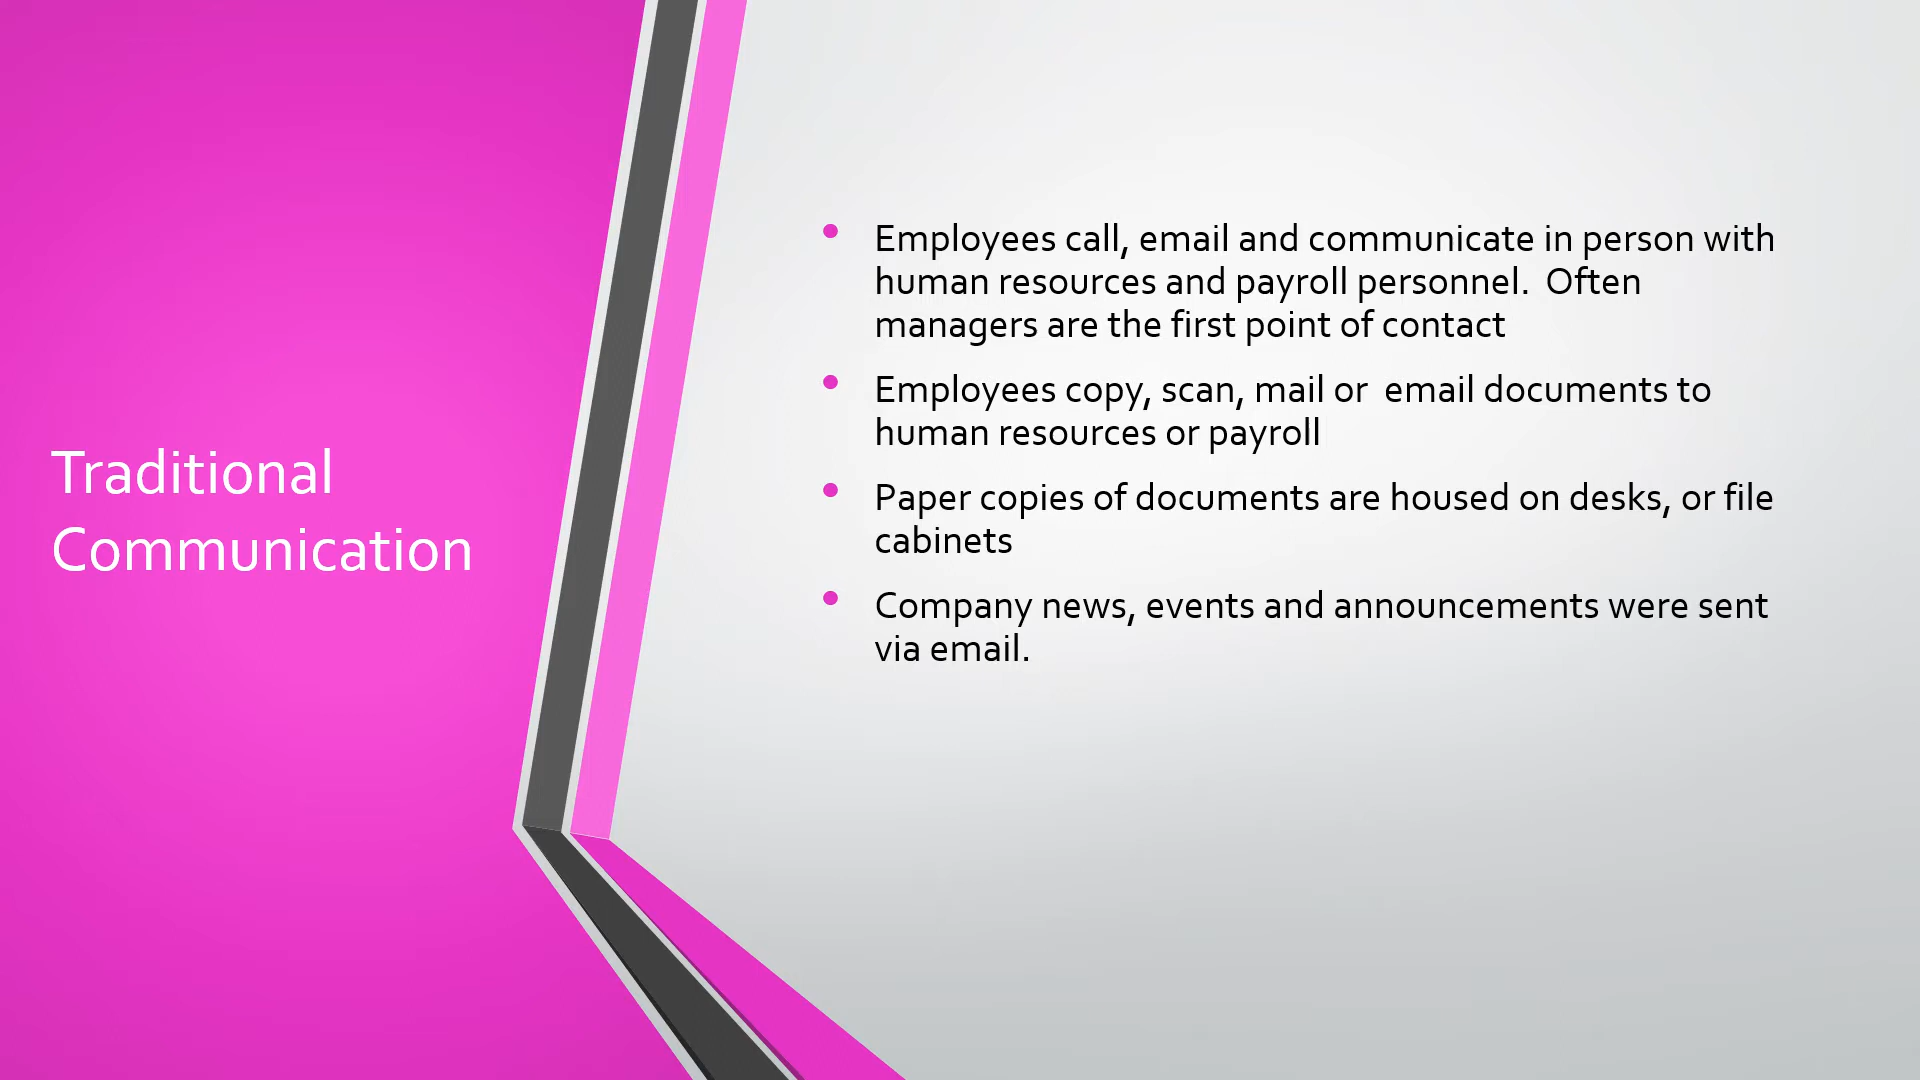 Traditional
Communication
• Employees call, email and communicate in person with
human resources and payroll personnel.  Often
managers are the first point of contact
• Employees copy, scan, mail or  email documents to
human resources or payroll
• Paper copies of documents are housed on desks, or file
cabinets
• Company news, events and announcements were sent
via email.